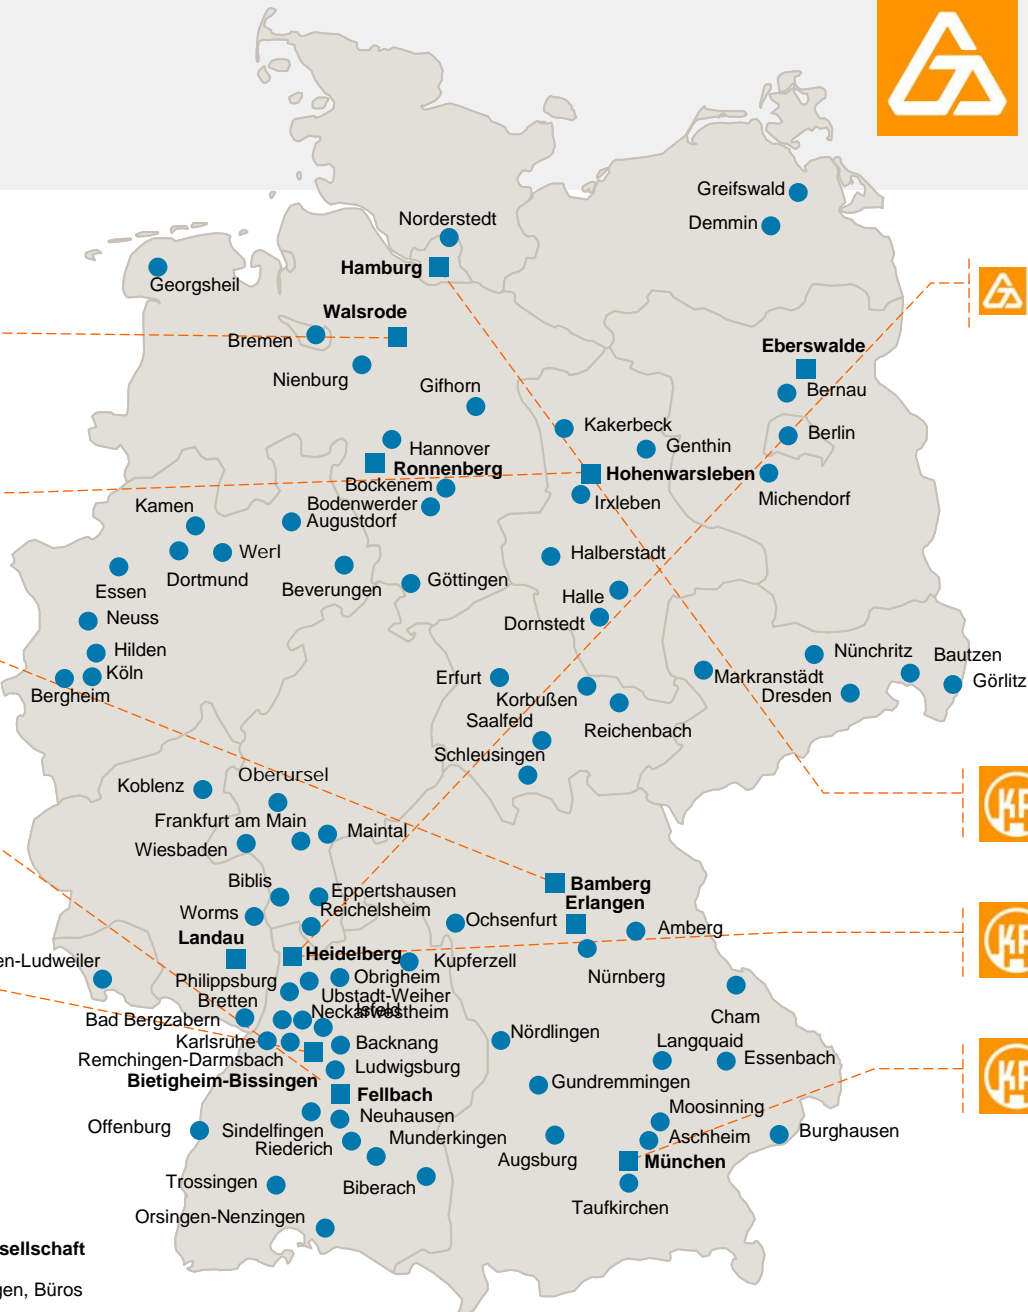 Greifswald
Norderstedt
Demmin
Hamburg
Georgsheil
Walsrode
Bremen
Eberswalde
Nienburg
Gifhorn
Bernau
Kakerbeck
Berlin
Hannover
Genthin
Ronnenberg
Hohenwarsleben
Bockenem
Michendorf
Kamen
Bodenwerder
Irxleben
Augustdorf
Werl
Halberstadt
Dortmund
Göttingen
Essen
Beverungen
Halle
Neuss
Dornstedt
Hilden
Nünchritz
Bautzen
Köln
Erfurt
Markranstädt
Görlitz
Bergheim
Korbußen
Dresden
Saalfeld
Reichenbach
Schleusingen
Oberursel
Koblenz
Frankfurt am Main
Maintal
Wiesbaden
Biblis
Eppertshausen
Bamberg
Erlangen
Worms
Reichelsheim
Ochsenfurt
Amberg
Landau
Heidelberg
en-Ludweiler
Kupferzell
Nürnberg
Philippsburg
Obrigheim
Ubstadt-Weiher
Bretten
Ilsfeld
Neckarwestheim
Cham
Bad Bergzabern
Nördlingen
Karlsruhe
Backnang
Langquaid
Remchingen-Darmsbach
Essenbach
Ludwigsburg
Bietigheim-Bissingen
Gundremmingen
Fellbach
Moosinning
Neuhausen
Offenburg
Sindelfingen
Munderkingen
Aschheim
Burghausen
Riederich
Augsburg
München
Trossingen
Biberach
Taufkirchen
Orsingen-Nenzingen
sellschaft
gen, Büros